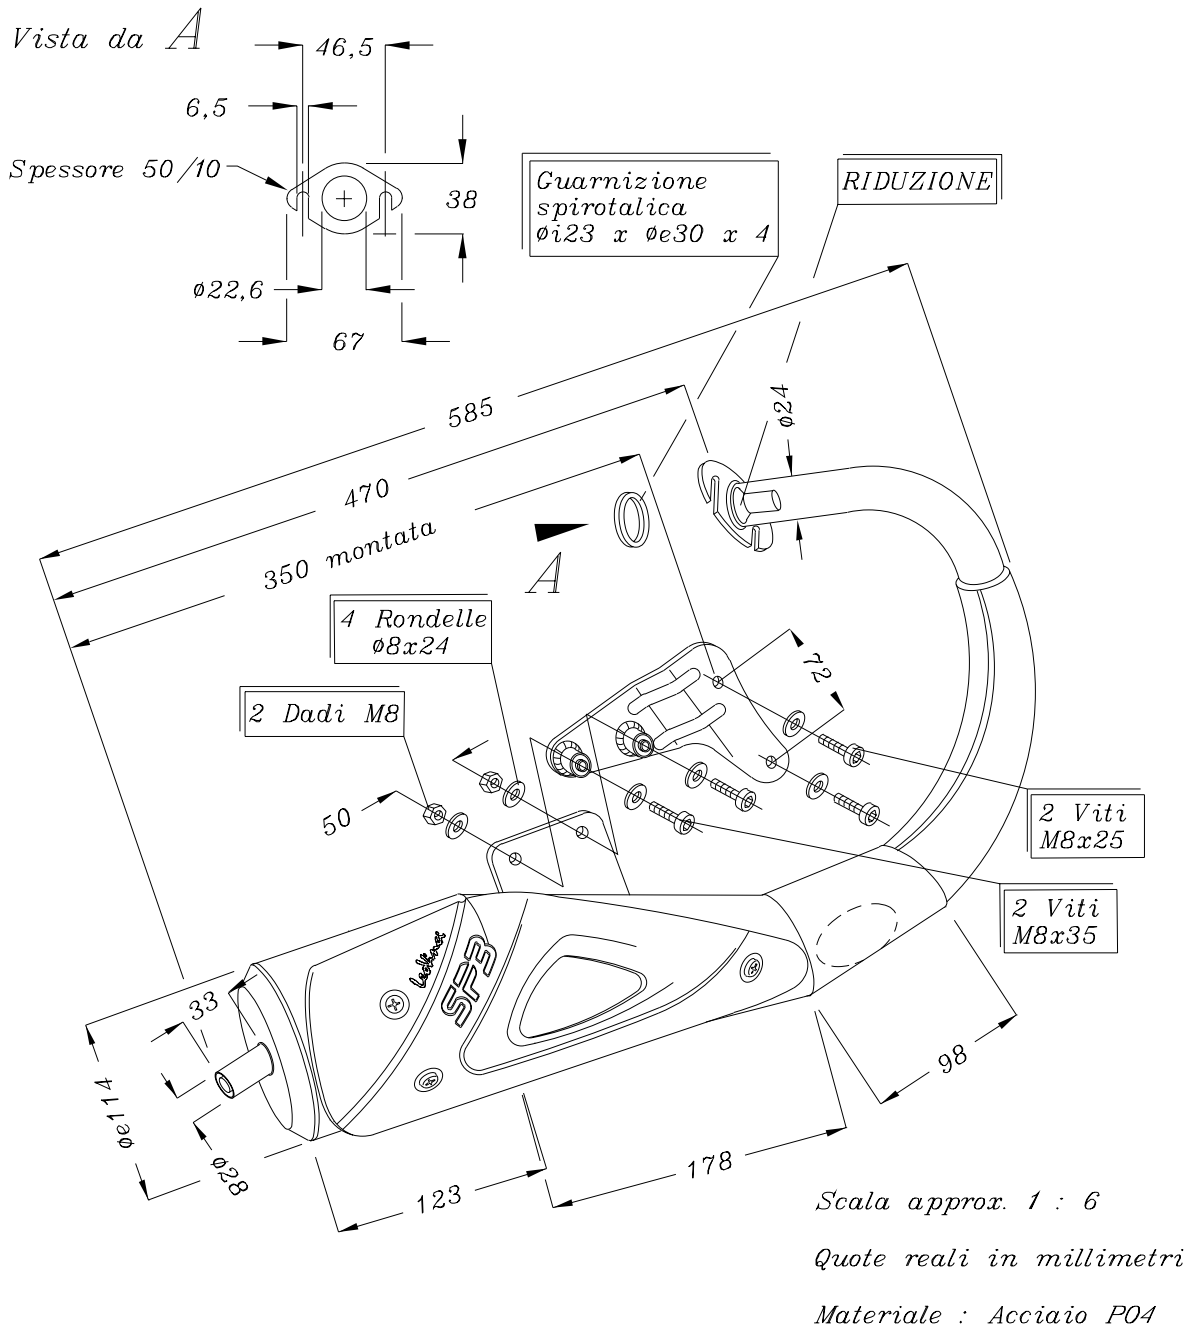 Vista da A
46,5
6,5
Spessore 50/10
38
ø22,6
67
Guarnizione
spirotalica
øi23 x øe30 x 4
RIDUZIONE
585
470
350 montata
ø24
A
4 Rondelle
ø8x24
2 Dadi M8
72
50
2 Viti
M8x25
2 Viti
M8x35
LeoVinci
SP3
33
øe114
ø28
98
178
123
Scala approx. 1 : 6
Quote reali in millimetri
Materiale : Acciaio P04